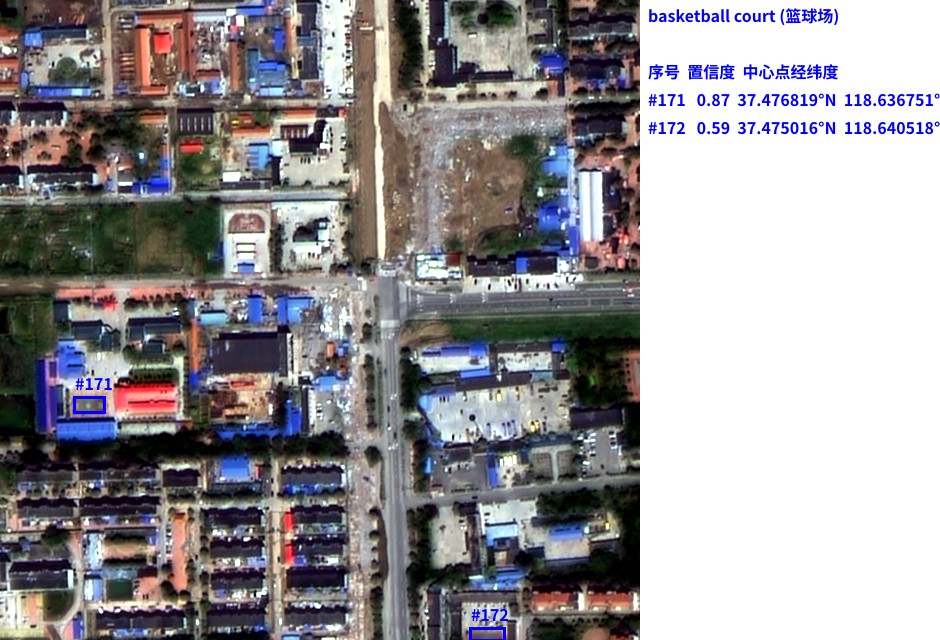 basketball court (篮球场)
序号 置信度 中心点经纬度
#171 0.87 37.476819°N 118.636751°
#172 0.59 37.475016°N 118.640518°
#171
#172